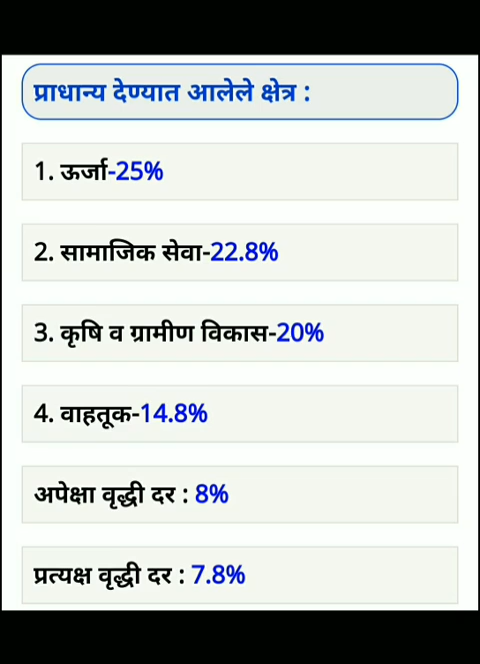 प्राधान्य देण्यात आलेले क्षेत्र :
1. ऊर्जा-25%
2. सामाजिक सेवा-22.8%
3. कृषि व ग्रामीण विकास-20%
4. वाहतूक-14.8%
अपेक्षा वृद्धी दर : 8%
प्रत्यक्ष वृद्धी दर : 7.8%